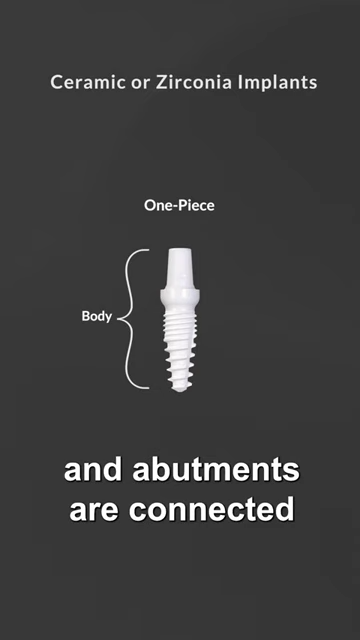 Ceramic or Zirconia Implants
One-Piece
Body
and abutments
are connected